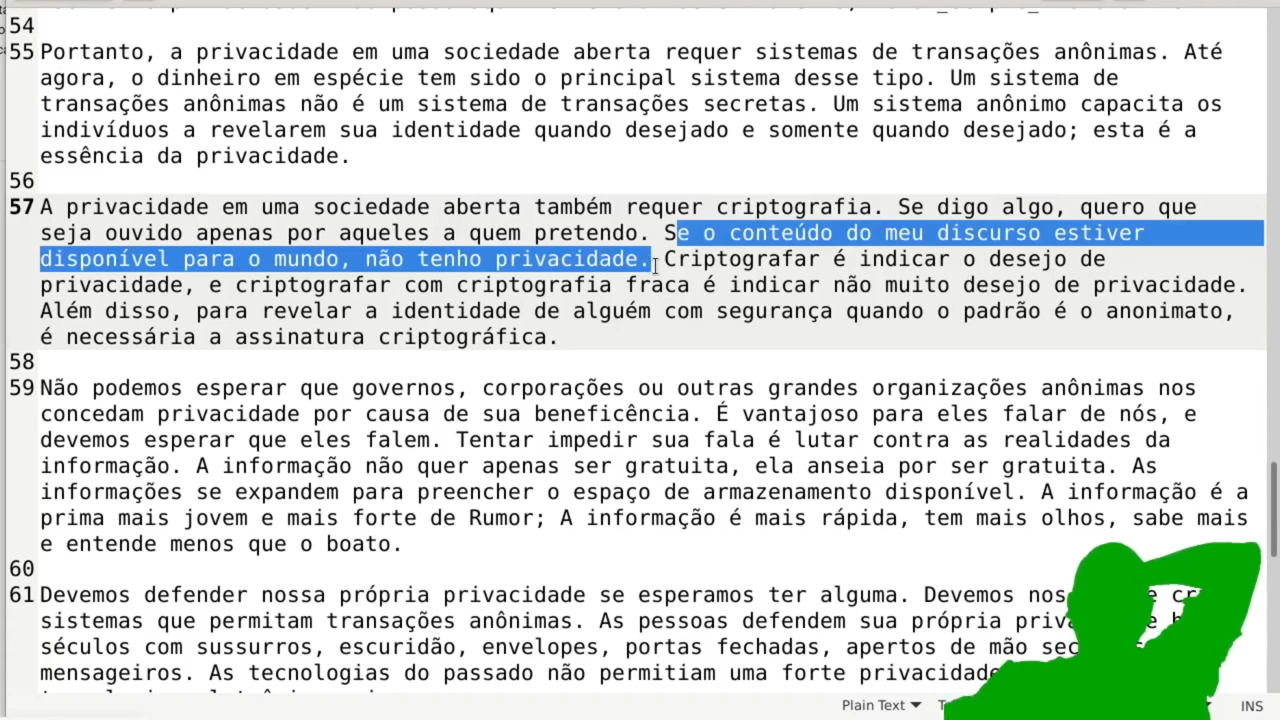 54
55 Portanto, a privacidade em uma sociedade aberta requer sistemas de transações anônimas. Até
agora, o dinheiro em espécie tem sido o principal sistema desse tipo. Um sistema de
transações anônimas não é um sistema de transações secretas. Um sistema anônimo capacita os
indivíduos a revelarem sua identidade quando desejado e somente quando desejado; esta é a
essência da privacidade.
56
57 A privacidade em uma sociedade aberta também requer criptografia. Se digo algo, quero que
seja ouvido apenas por aqueles a quem pretendo. Se o conteúdo do meu discurso estiver
disponível para o mundo, não tenho privacidade. Criptografar é indicar o desejo de
privacidade, e criptografar com criptografia fraca é indicar não muito desejo de privacidade.
Além disso, para revelar a identidade de alguém com segurança quando o padrão é o anonimato,
é necessária a assinatura criptográfica.
58
59 Não podemos esperar que governos, corporações ou outras grandes organizações anônimas nos
concedam privacidade por causa de sua beneficência. É vantajoso para eles falar de nós, e
devemos esperar que eles falem. Tentar impedir sua fala é lutar contra as realidades da
informação. A informação não quer apenas ser gratuita, ela anseia por ser gratuita. As
informações se expandem para preencher o espaço de armazenamento disponível. A informação é a
prima mais jovem e mais forte de Rumor; A informação é mais rápida, tem mais olhos, sabe mais
e entende menos que o boato.
60
61 Devemos defender nossa própria privacidade se esperamos ter alguma. Devemos nos
sistemas que permitam transações anônimas. As pessoas defendem sua própria
séculos com sussurros, escuridão, envelopes, portas fechadas, apertos de mão
mensageiros. As tecnologias do passado não permitiam uma forte privacidade
Plain Text
INS